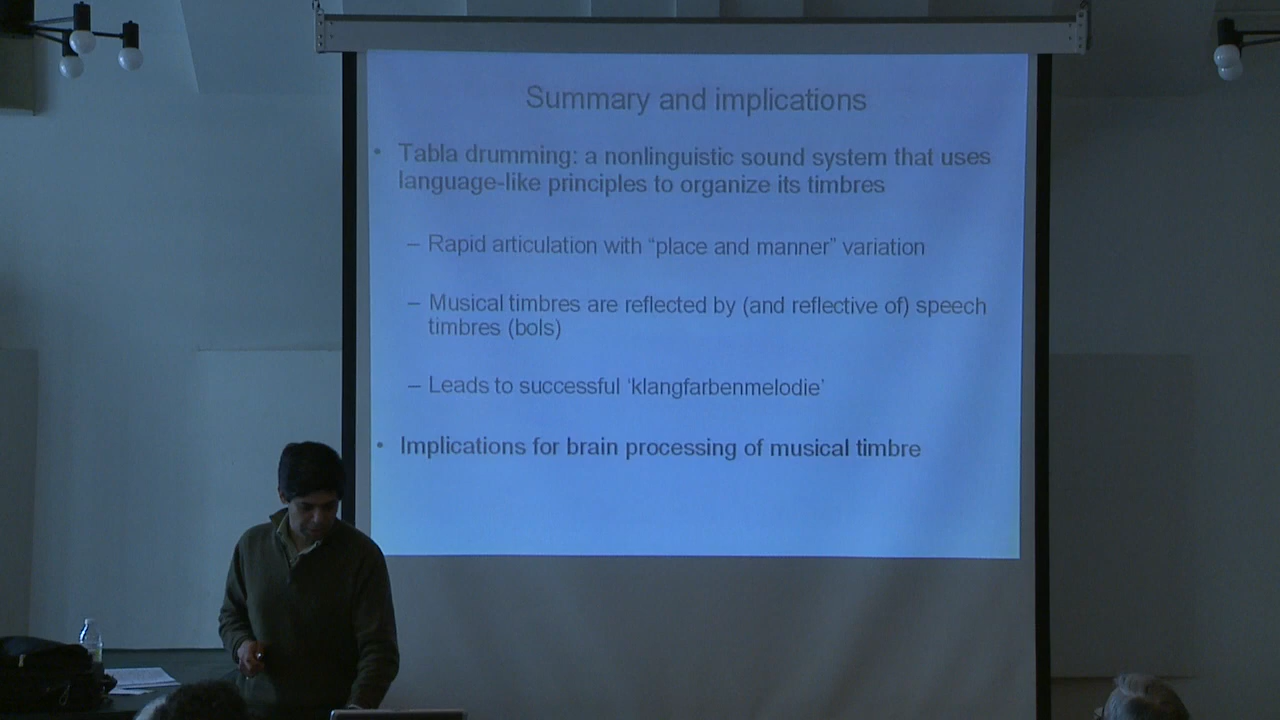 Summary and implications
• Tabla drumming: a nonlinguistic sound system that uses
language-like principles to organize its timbres
– Rapid articulation with “place and manner” variation
– Musical timbres are reflected by (and reflective of) speech
timbres (bols)
– Leads to successful ‘klangfarbenmelodie’
• Implications for brain processing of musical timbre